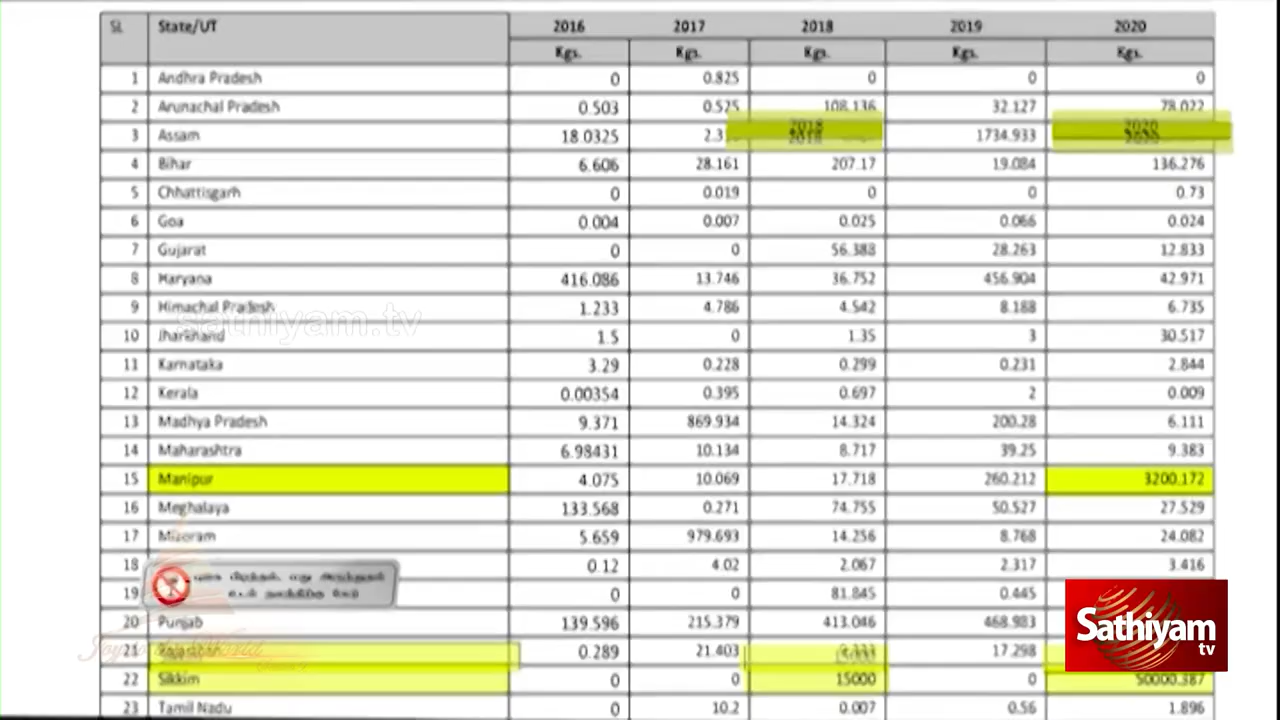 SL State/UT 2016 2017 2018 2019 2020
Kgs. Kgs. Kgs. Kgs. Kgs.
1 Andhra Pradesh 0 0.825 0 0 0
2 Arunachal Pradesh 0.503 0.525 108.136 32.127 78.022
3 Assam 18.0325 2018 1734.933 2020
4 Bihar 6.606 28.161 207.17 19.084 136.276
5 Chhattisgarh 0 0.019 0 0 0.73
6 Goa 0.004 0.007 0.025 0.066 0.024
7 Gujarat 0 0 56.388 28.263 12.833
8 Haryana 416.086 13.746 36.752 456.904 42.971
9 Himachal Pradesh 1.233 4.786 4.542 8.188 6.735
sathiyam.tv
10 Jharkhand 1.5 0 1.35 3 30.517
11 Karnataka 3.29 0.228 0.299 0.231 2.844
12 Kerala 0.00354 0.395 0.697 2 0.009
13 Madhya Pradesh 9.371 869.934 14.324 200.28 6.111
14 Maharashtra 6.98431 10.134 8.717 39.25 9.383
15 Manipur 4.075 10.069 17.718 260.212 3200.172
16 Meghalaya 133.568 0.271 74.755 50.527 27.529
17 Mizoram 5.659 979.693 14.256 8.768 24.082
18 0.12 4.02 2.067 2.317 3.416
19 0 0 81.845 0.445
20 Punjab 139.596 215.379 413.046 468.983
21 0.289 21.403 17.298
22 Sikkim 0 0 15000 0 50000.387
23 Tamil Nadu 0 10.2 0.007 0.56 1.896
Sathiyam
tv